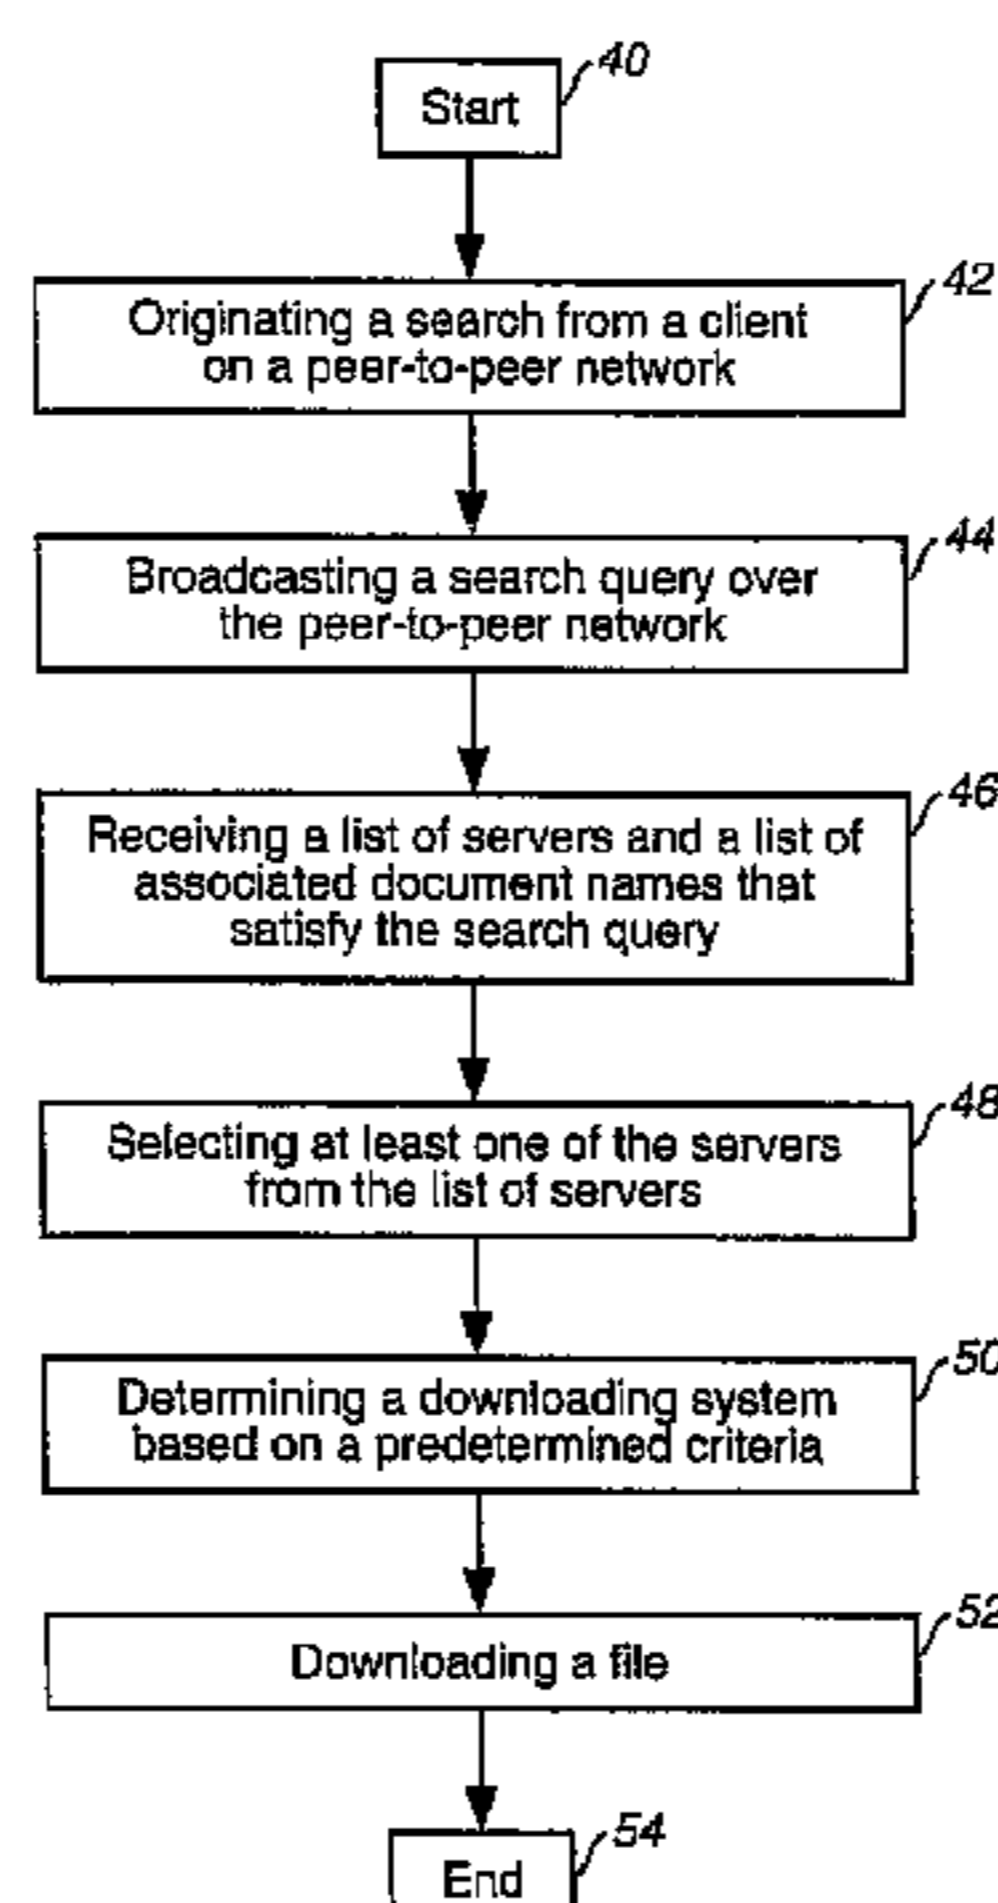 40
Start
42
Originating a search from a client
on a peer-to-peer network
44
Broadcasting a search query over
the peer-to-peer network
46
Receiving a list of servers and a list of
associated document names that
satisfy the search query
48
Selecting at least one of the servers
from the list of servers
50
Determining a downloading system
based on a predetermined criteria
52
Downloading a file
54
End